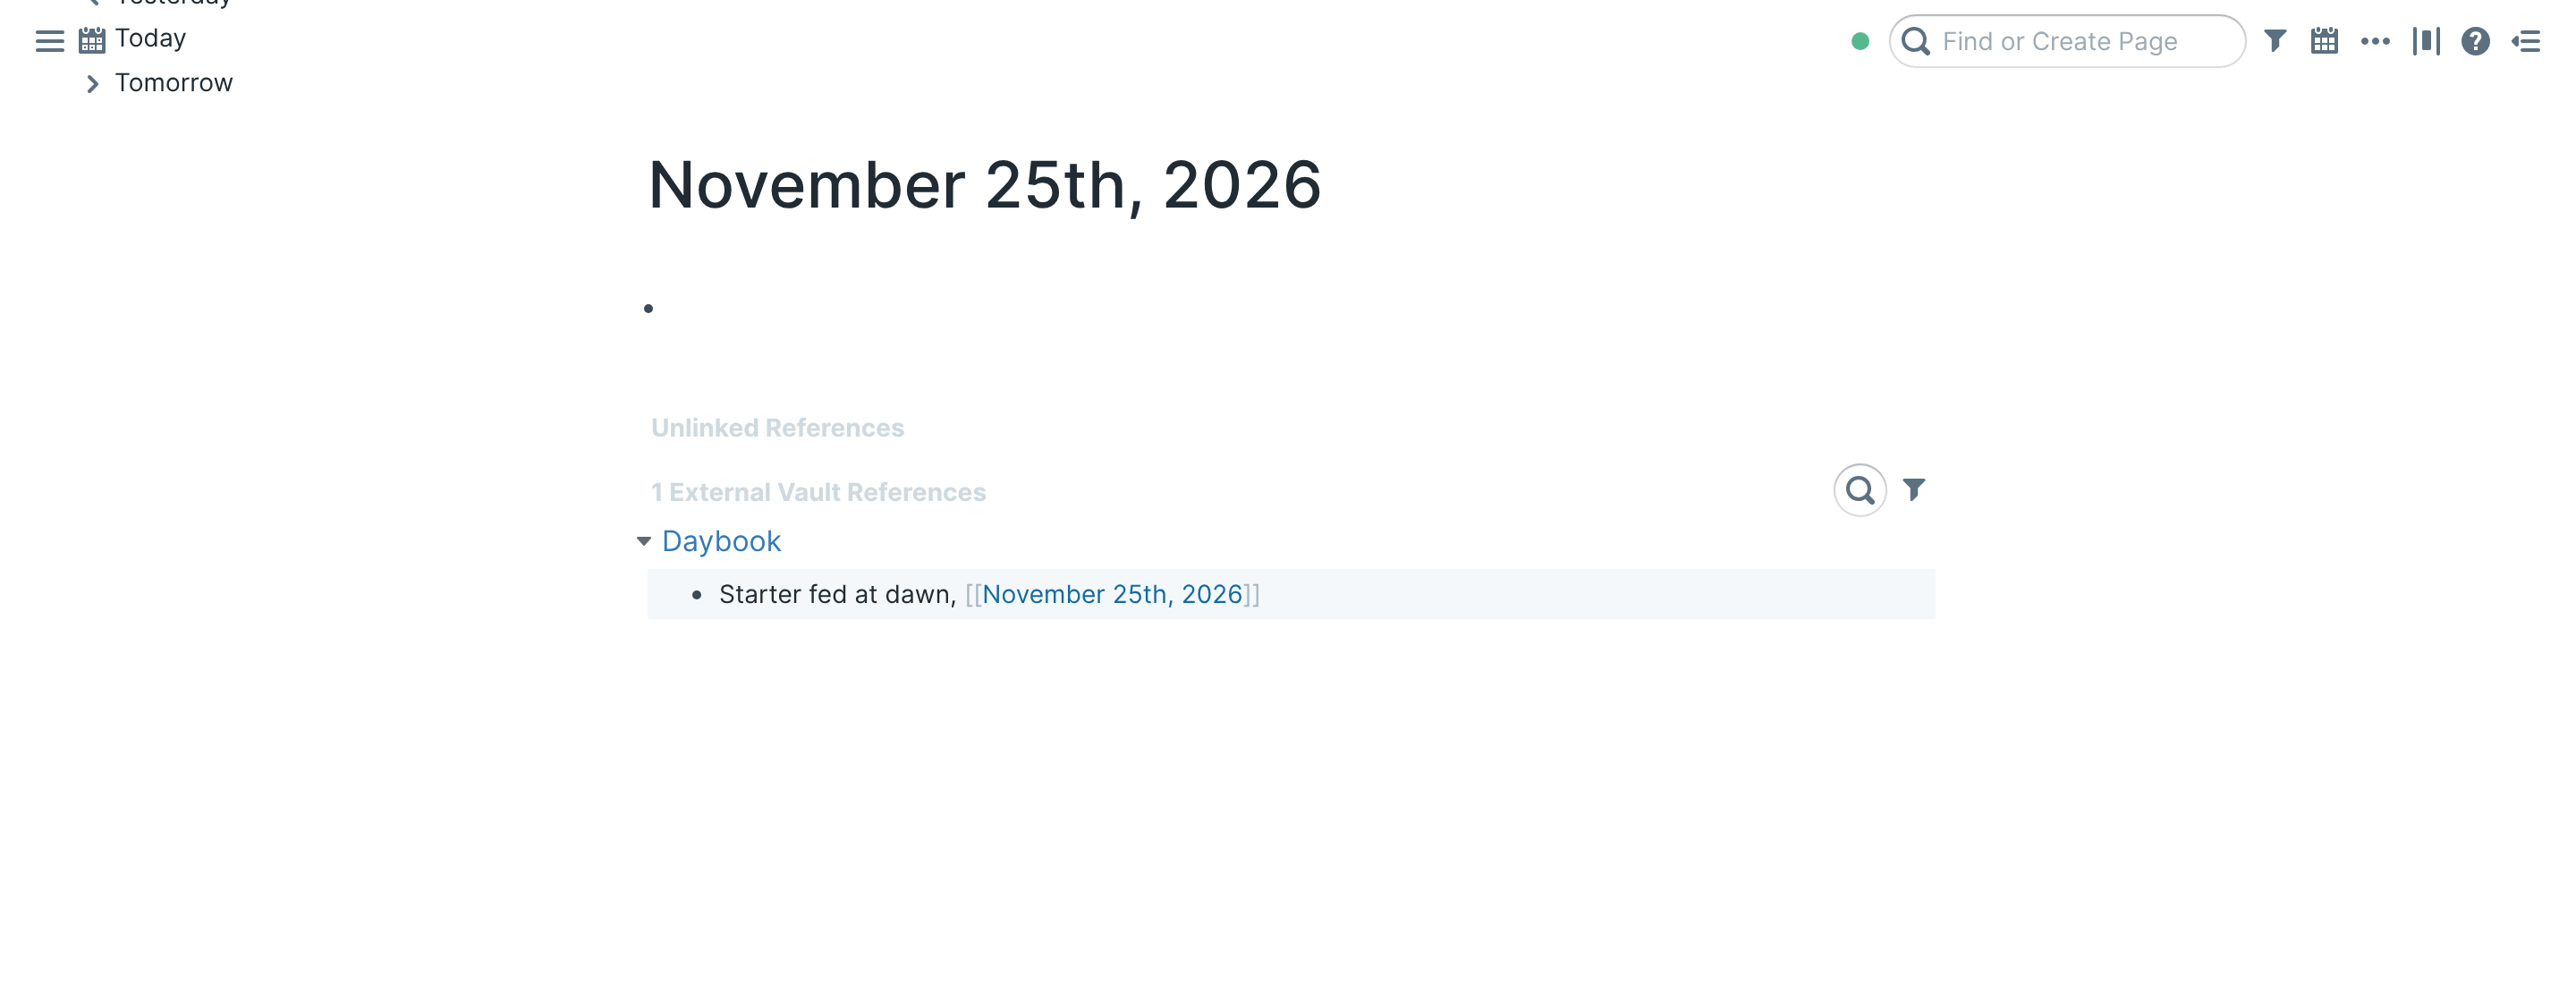 Yesterday
Today
Find or Create Page
Tomorrow
November 25th, 2026
Unlinked References
1 External Vault References
Daybook
Starter fed at dawn, [[November 25th, 2026]]